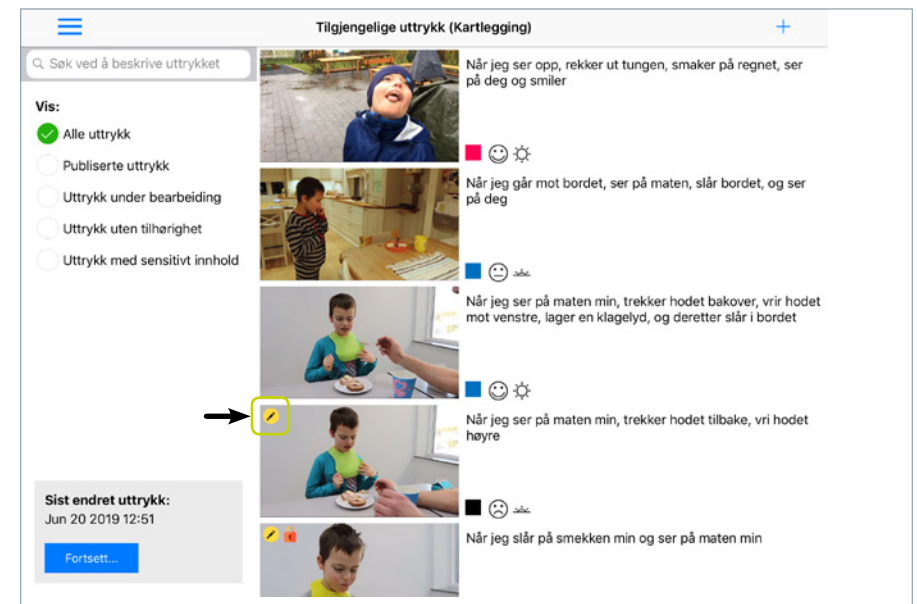 Tilgjengelige uttrykk (Kartlegging)
Søk ved å beskrive uttrykket
Vis:
Alle uttrykk
Publiserte uttrykk
Uttrykk under bearbeiding
Uttrykk uten tilhørighet
Uttrykk med sensitivt innhold
Sist endret uttrykk:
Jun 20 2019 12:51
Fortsett...
Når jeg ser opp, rekker ut tungen, smaker på regnet, ser
på deg og smiler
Når jeg går mot bordet, ser på maten, slår bordet, og ser
på deg
Når jeg ser på maten min, trekker hodet bakover, vrir hodet
mot venstre, lager en klagelyd, og deretter slår i bordet
Når jeg ser på maten min, trekker hodet tilbake, vri hodet
høyre
Når jeg slår på smekken min og ser på maten min